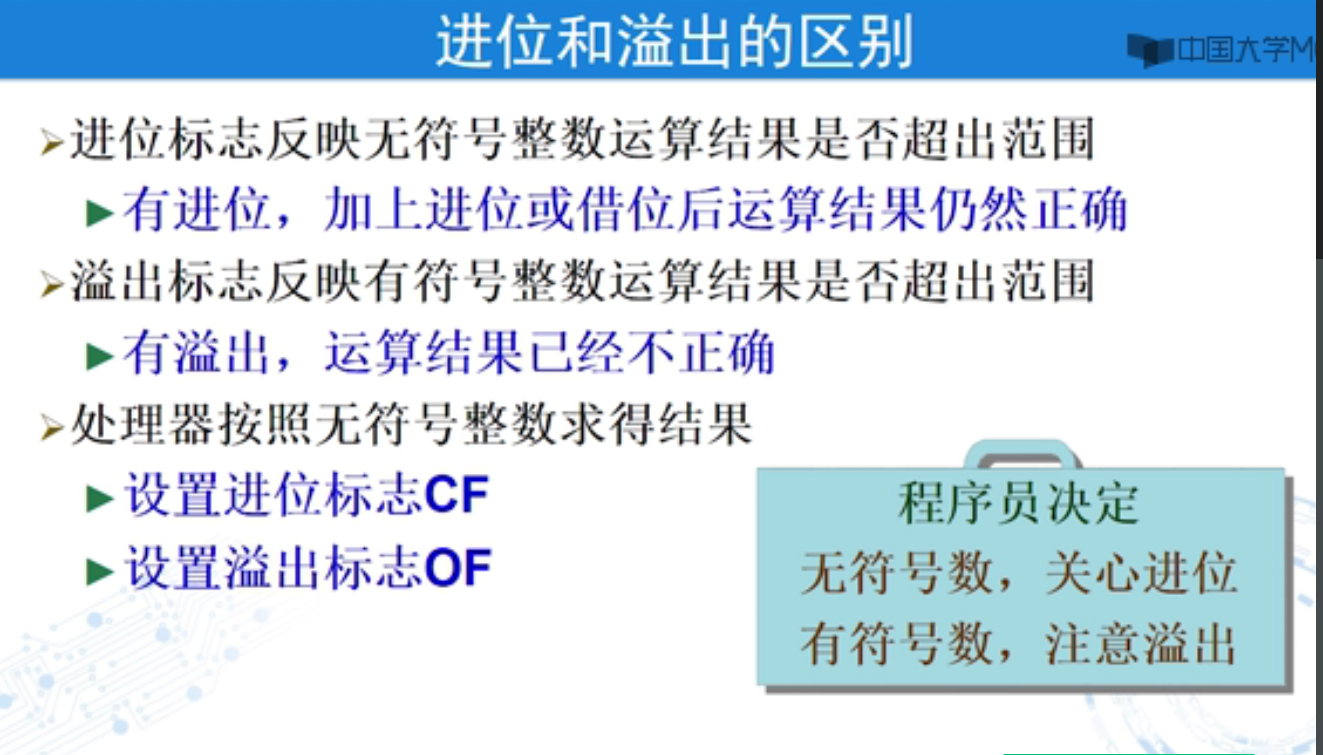 进位和溢出的区别
中国大学M
➢进位标志反映无符号整数运算结果是否超出范围
►有进位，加上进位或借位后运算结果仍然正确
➢溢出标志反映有符号整数运算结果是否超出范围
►有溢出，运算结果已经不正确
➢处理器按照无符号整数求得结果
►设置进位标志CF
►设置溢出标志OF
程序员决定
无符号数，关心进位
有符号数，注意溢出